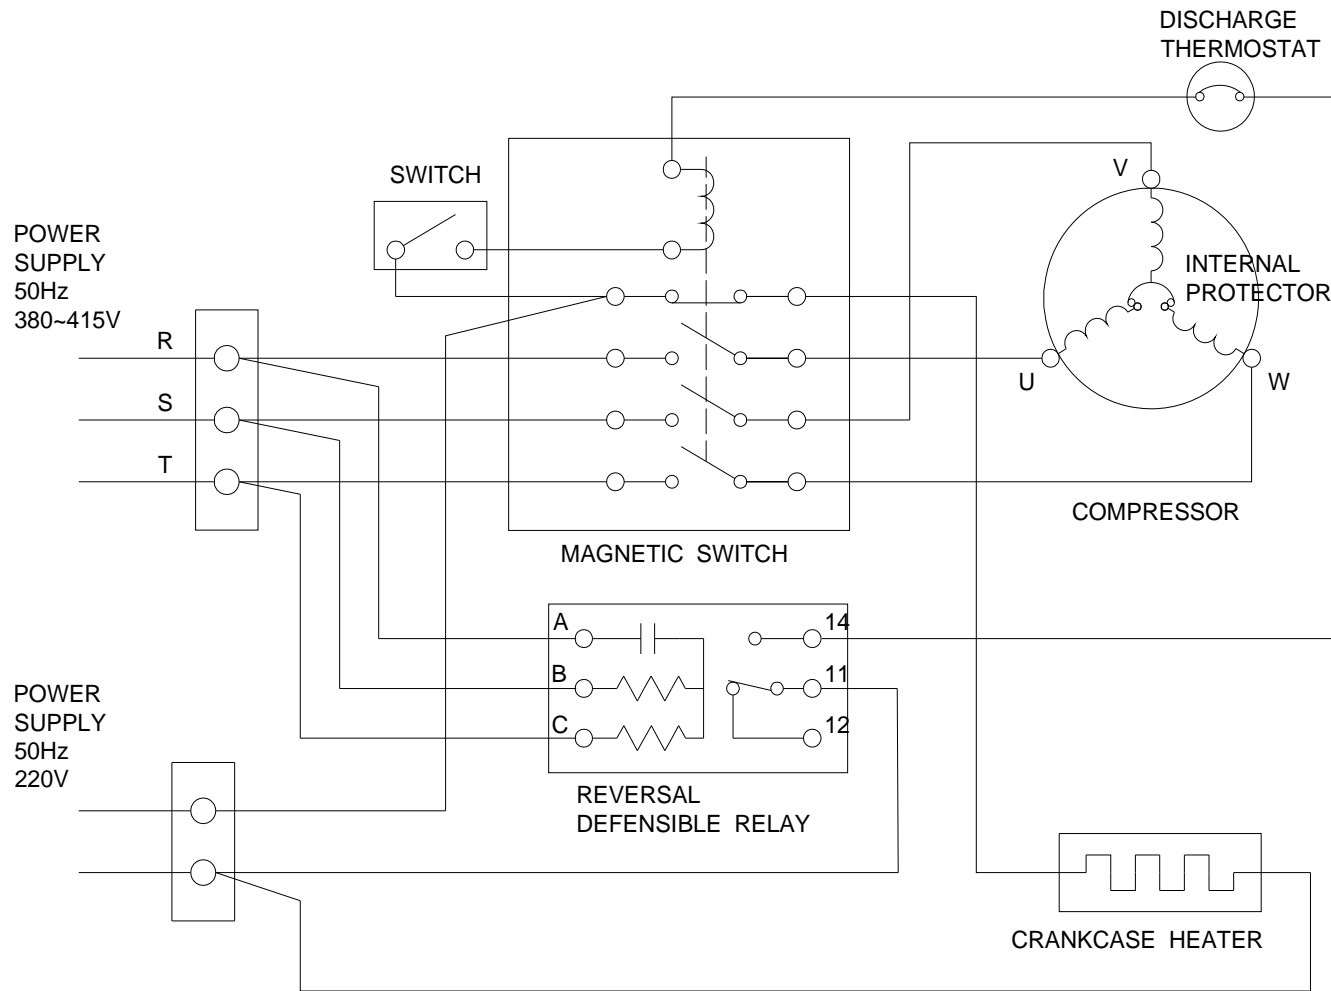 DISCHARGE
THERMOSTAT
SWITCH
V
POWER
SUPPLY
50Hz
380~415V
INTERNAL
PROTECTOR
R
U
W
S
T
COMPRESSOR
MAGNETIC SWITCH
A
14
B
11
C
12
POWER
SUPPLY
50Hz
220V
REVERSAL
DEFENSIBLE RELAY
CRANKCASE HEATER